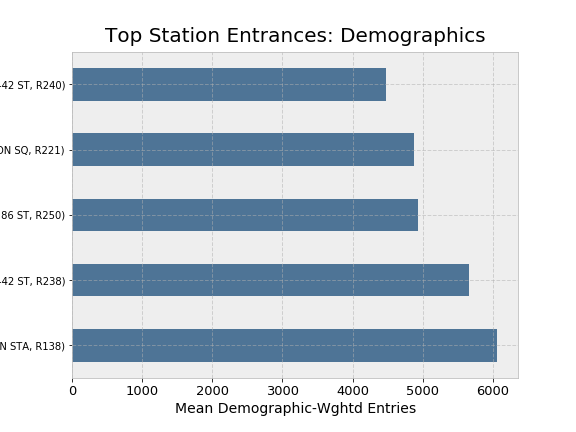 Top Station Entrances: Demographics
-42 ST, R240)
ON SQ, R221)
86 ST, R250)
-42 ST, R238)
N STA, R138)
0 1000 2000 3000 4000 5000 6000
Mean Demographic-Wghtd Entries